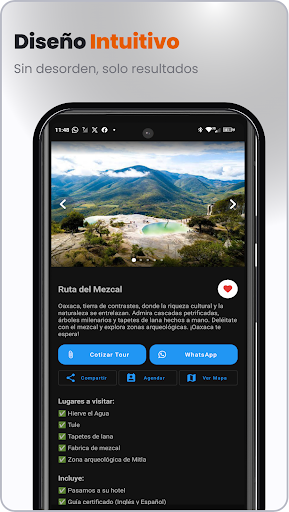 Diseño Intuitivo
Sin desorden, solo resultados
11:48
Ruta del Mezcal
Oaxaca, tierra de contrastes, donde la riqueza cultural y la
naturaleza se entrelazan. Admira cascadas petrificadas,
árboles milenarios y tapetes de lana hechos a mano. Deléitate
con el mezcal y explora zonas arqueológicas. ¡Oaxaca te
espera!
Cotizar Tour
WhatsApp
Compartir
Agendar
Ver Mapa
Lugares a visitar:
✅ Hierve el Agua
✅ Tule
✅ Tapetes de lana
✅ Fabrica de mezcal
✅ Zona arqueológica de Mitla
Incluye:
✅ Pasamos a su hotel
✅ Guía certificado (Inglés y Español)